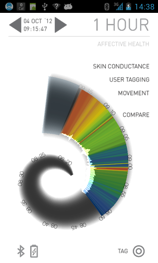 14:38
04 OCT '12
09:15:47
1 HOUR
AFFECTIVE HEALTH
SKIN CONDUCTANCE
USER TAGGING
MOVEMENT
COMPARE
TAG